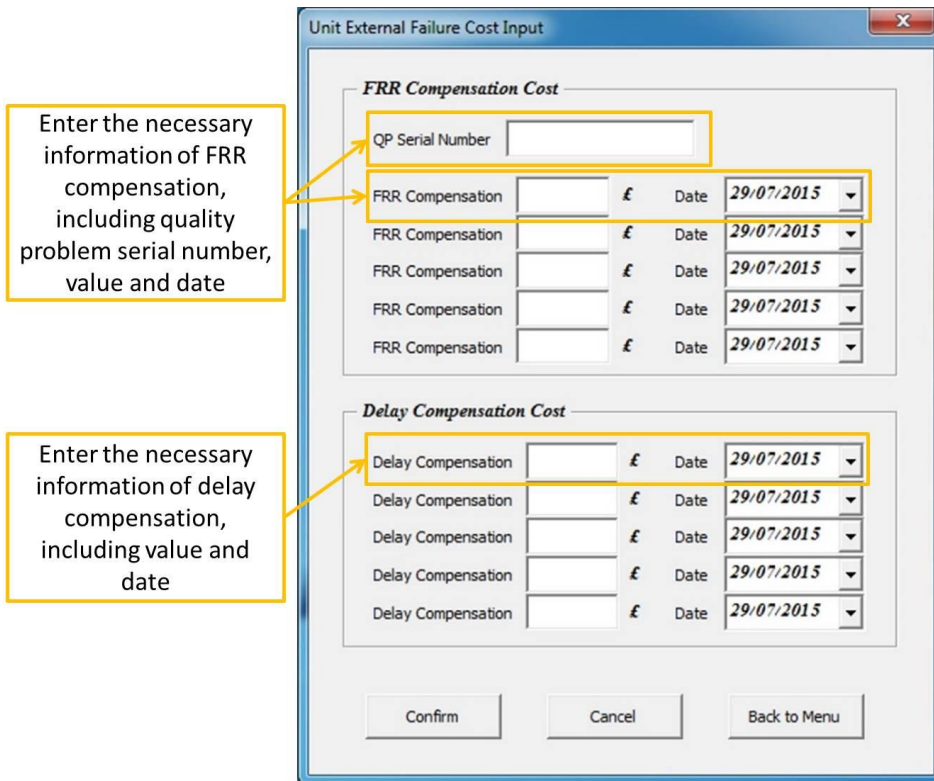 Unit External Failure Cost Input
x
Enter the necessary
information of FRR
compensation,
including quality
problem serial number,
value and date
FRR Compensation Cost
QP Serial Number
FRR Compensation £ Date 29/07/2015
FRR Compensation £ Date 29/07/2015
FRR Compensation £ Date 29/07/2015
FRR Compensation £ Date 29/07/2015
FRR Compensation £ Date 29/07/2015
Enter the necessary
information of delay
compensation,
including value and
date
Delay Compensation Cost
Delay Compensation £ Date 29/07/2015
Delay Compensation £ Date 29/07/2015
Delay Compensation £ Date 29/07/2015
Delay Compensation £ Date 29/07/2015
Delay Compensation £ Date 29/07/2015
Confirm Cancel Back to Menu